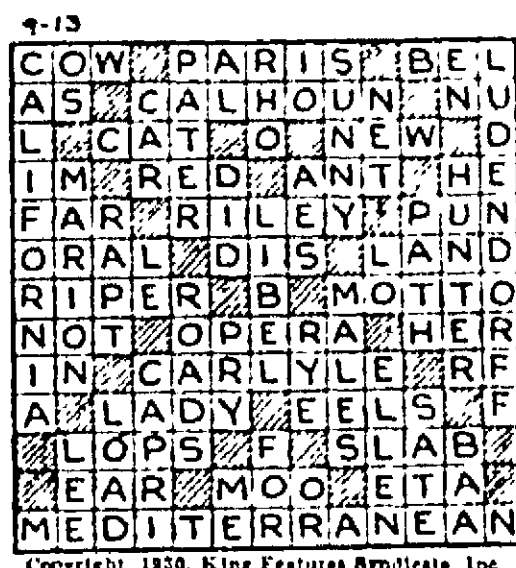 9-13
COW PARIS BEL
AS CALHOUN NU
L CAT O NEW D
IM RED ANT HE
FAR RILEY PUN
ORAL DIS LAND
RIPER B MOTTO
NOT OPERA HER
IN CARLYLE RF
A LADY EELS F
LOPS F SLAB
EAR MOO ETA
MEDITERRANEAN
Copyright, 1930, King Features Syndicate, Inc